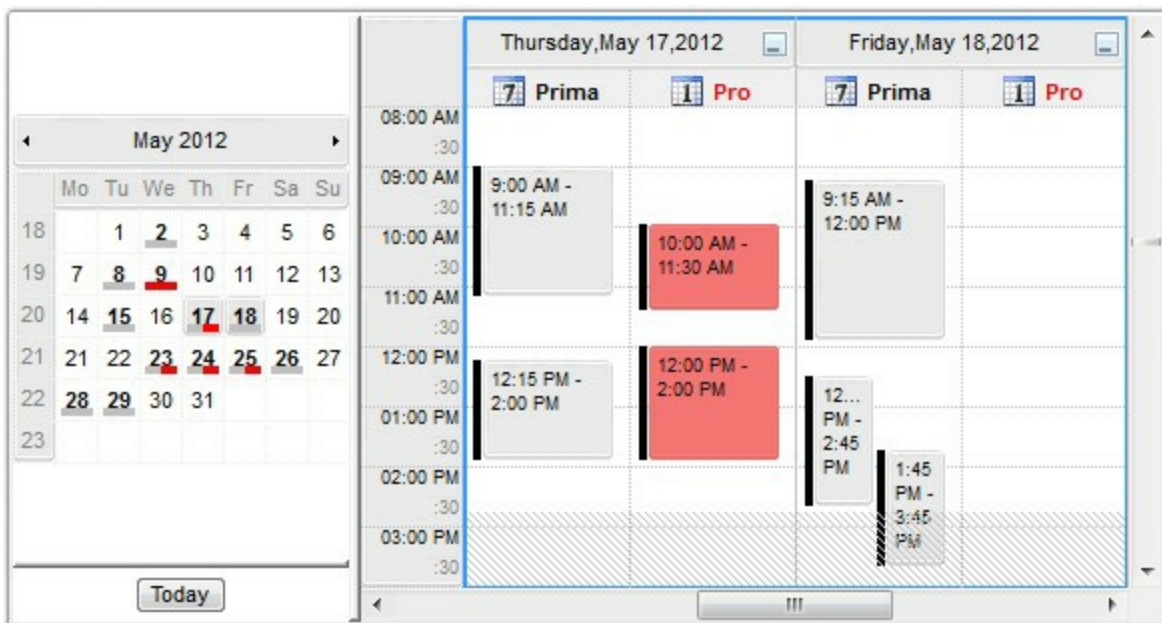 May 2012
Mo Tu We Th Fr Sa Su
18 1 2 3 4 5 6
19 7 8 9 10 11 12 13
20 14 15 16 17 18 19 20
21 21 22 23 24 25 26 27
22 28 29 30 31
23
Today
Thursday,May 17,2012
Friday,May 18,2012
7 Prima
1 Pro
7 Prima
1 Pro
08:00 AM
:30
09:00 AM
:30
10:00 AM
:30
11:00 AM
:30
12:00 PM
:30
01:00 PM
:30
02:00 PM
:30
03:00 PM
:30
9:00 AM -
11:15 AM
12:15 PM -
2:00 PM
10:00 AM -
11:30 AM
12:00 PM -
2:00 PM
9:15 AM -
12:00 PM
12...
PM -
2:45
PM
1:45
PM -
3:45
PM